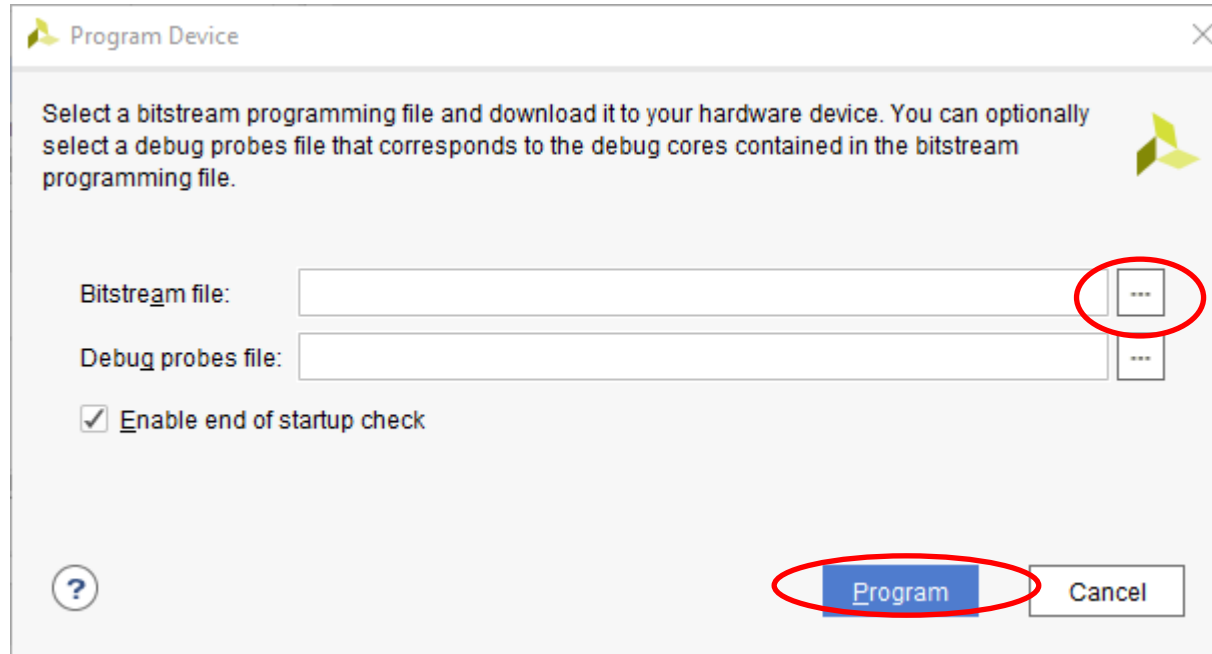 Program Device
Select a bitstream programming file and download it to your hardware device. You can optionally
select a debug probes file that corresponds to the debug cores contained in the bitstream
programming file.
Bitstream file:
...
Debug probes file:
...
Enable end of startup check
?
Program
Cancel